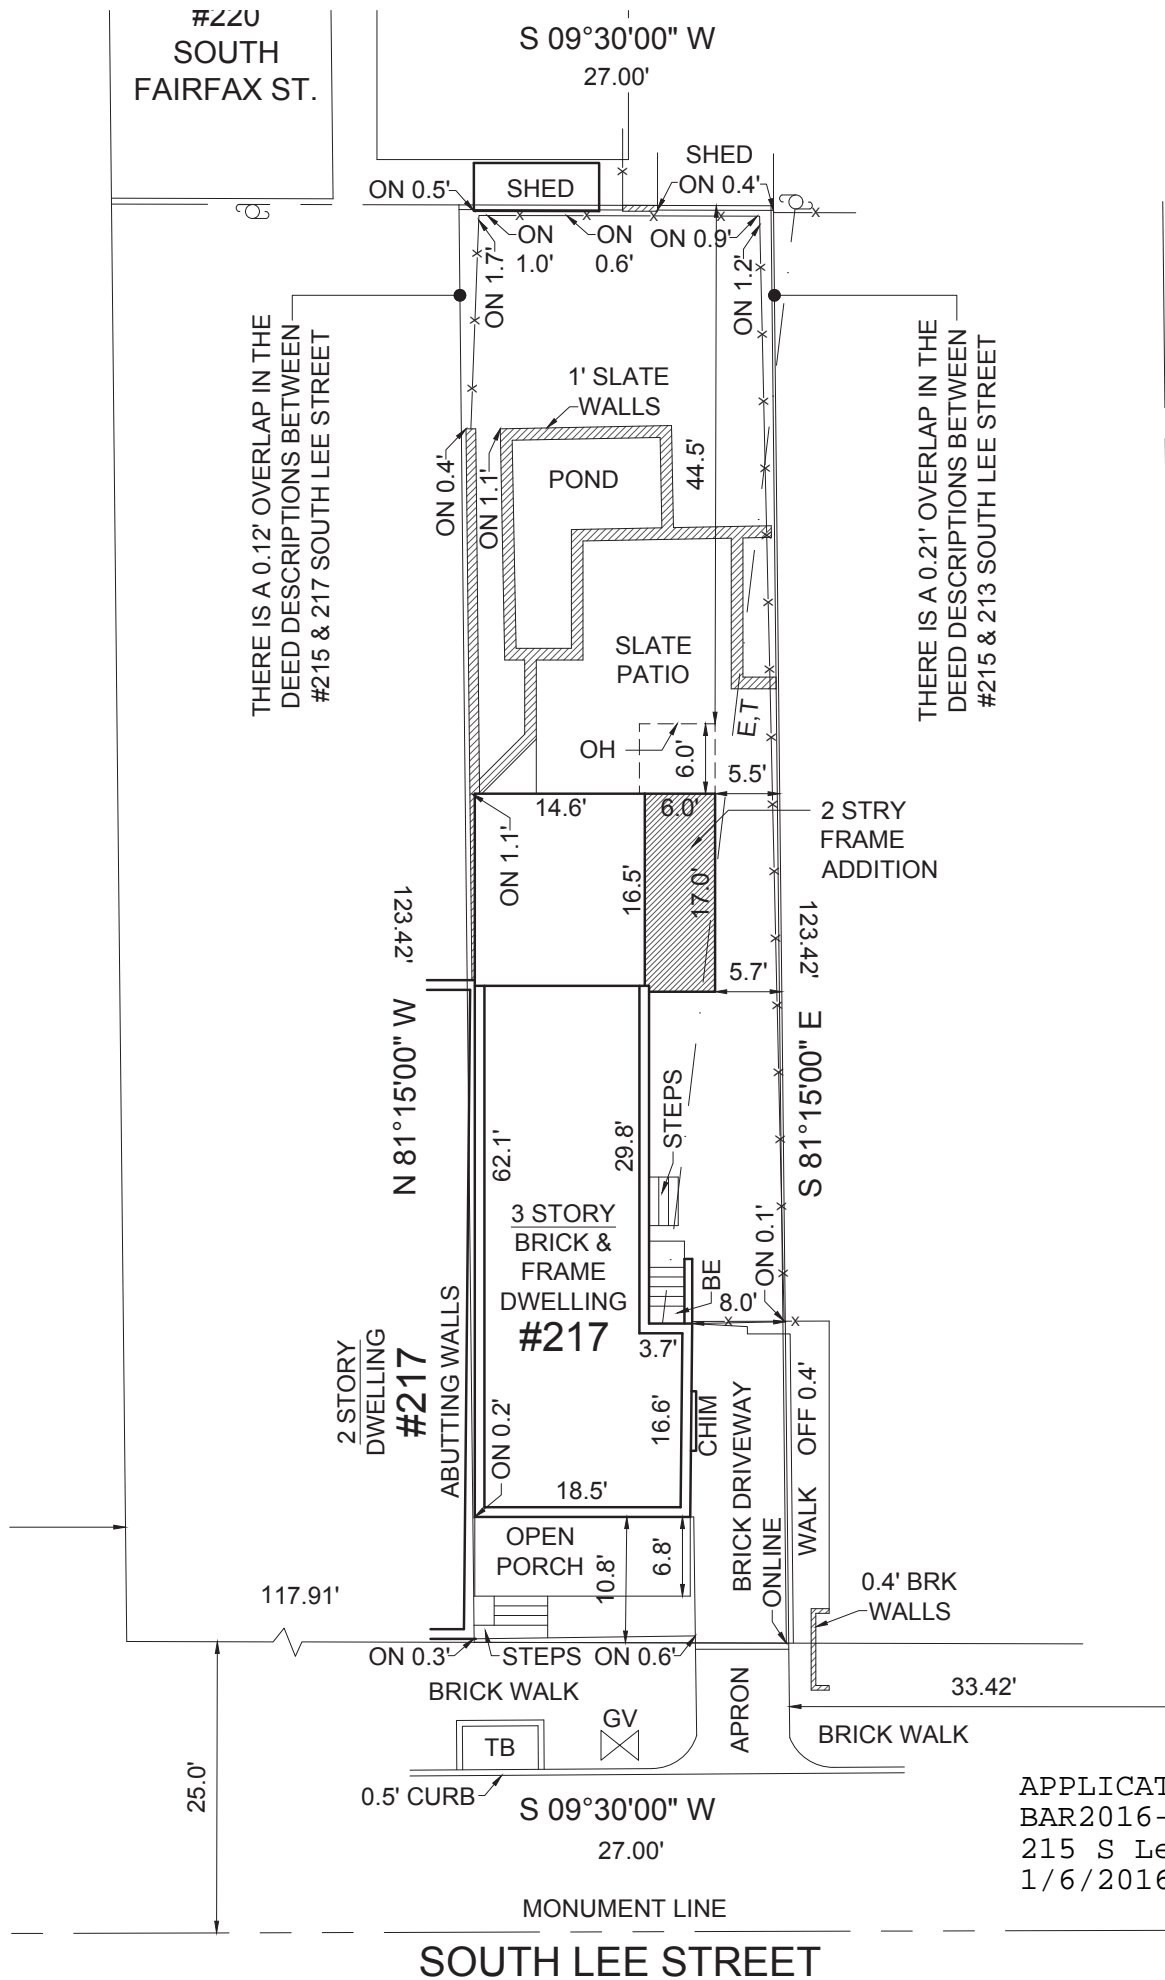 #220
SOUTH
FAIRFAX ST.
S 09°30'00" W
27.00'
SHED
ON 0.5'
SHED
ON 0.4'
ON
1.0'
ON
0.6'
ON 0.9'
ON 1.7'
ON 1.2'
THERE IS A 0.12' OVERLAP IN THE
DEED DESCRIPTIONS BETWEEN
#215 & 217 SOUTH LEE STREET
THERE IS A 0.21' OVERLAP IN THE
DEED DESCRIPTIONS BETWEEN
#215 & 213 SOUTH LEE STREET
1' SLATE
WALLS
ON 0.4'
ON 1.1'
POND
44.5'
SLATE
PATIO
E,T
OH
6.0'
5.5'
14.6'
6.0'
2 STRY
FRAME
ADDITION
ON 1.1'
16.5'
17.0'
123.42'
123.42'
5.7'
N 81°15'00" W
S 81°15'00" E
STEPS
62.1'
29.8'
3 STORY
BRICK &
FRAME
DWELLING
#217
BE
ON 0.1'
8.0'
3.7'
2 STORY
DWELLING
#217
ABUTTING WALLS
ON 0.2'
16.6'
CHIM
BRICK DRIVEWAY
WALK OFF 0.4'
18.5'
OPEN
PORCH
10.8'
6.8'
ONLINE
0.4' BRK
WALLS
117.91'
ON 0.3'
STEPS
ON 0.6'
BRICK WALK
33.42'
GV
APRON
BRICK WALK
TB
25.0'
0.5' CURB
S 09°30'00" W
27.00'
APPLICAT
BAR2016-
215 S Le
1/6/2016
MONUMENT LINE
SOUTH LEE STREET